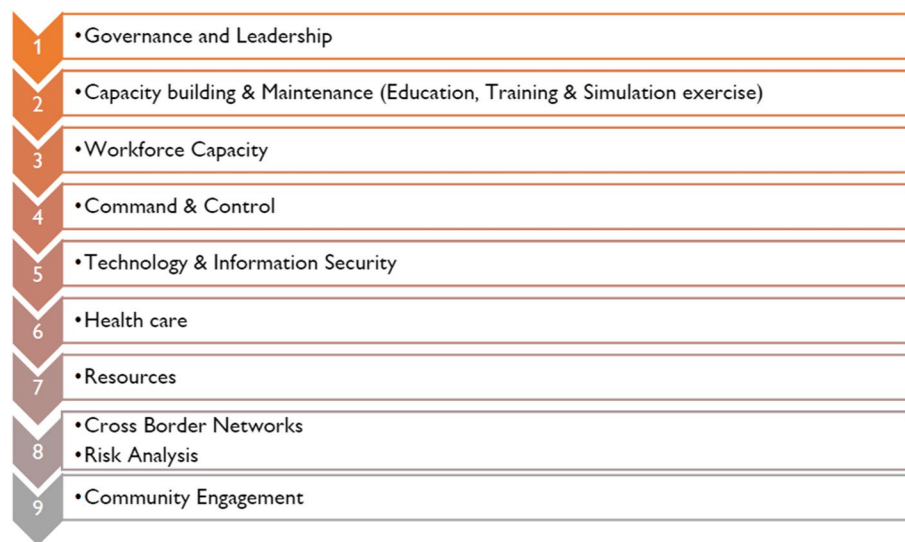 1
•Governance and Leadership
2
•Capacity building & Maintenance (Education, Training & Simulation exercise)
3
•Workforce Capacity
4
•Command & Control
5
•Technology & Information Security
6
•Health care
7
•Resources
8
•Cross Border Networks
•Risk Analysis
9
•Community Engagement